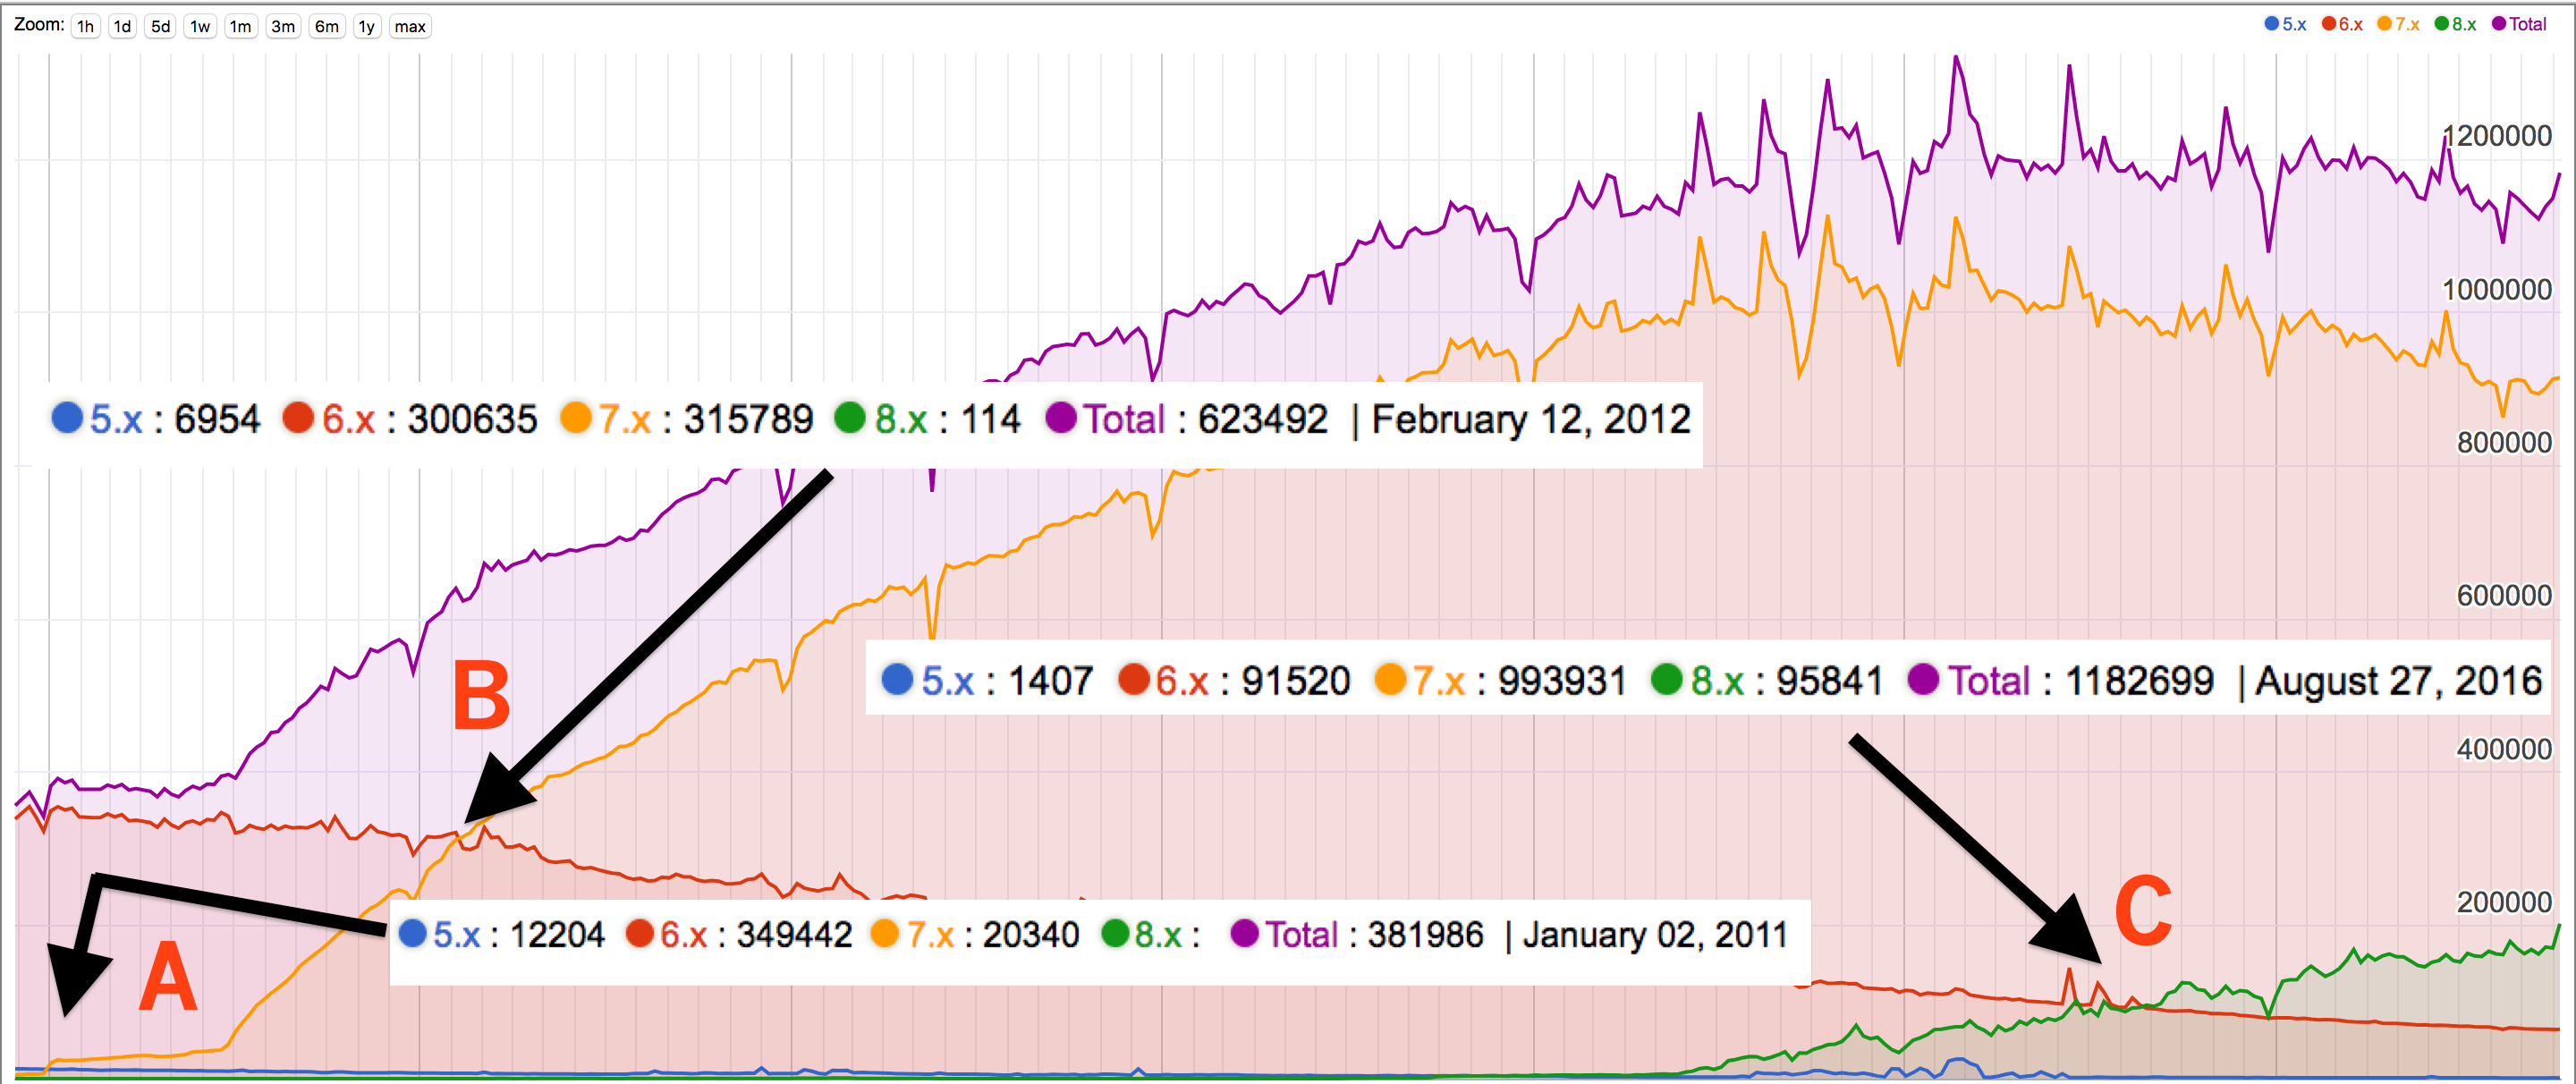 Zoom: 1h 1d 5d 1w 1m 3m 6m 1y max
5.x 6.x 7.x 8.x Total
1200000
1000000
5.x : 6954 6.x : 300635 7.x : 315789 8.x : 114 Total : 623492 | February 12, 2012
800000
600000
B
5.x : 1407 6.x : 91520 7.x : 993931 8.x : 95841 Total : 1182699 | August 27, 2016
400000
200000
C
5.x : 12204 6.x : 349442 7.x : 20340 8.x : Total : 381986 | January 02, 2011
A